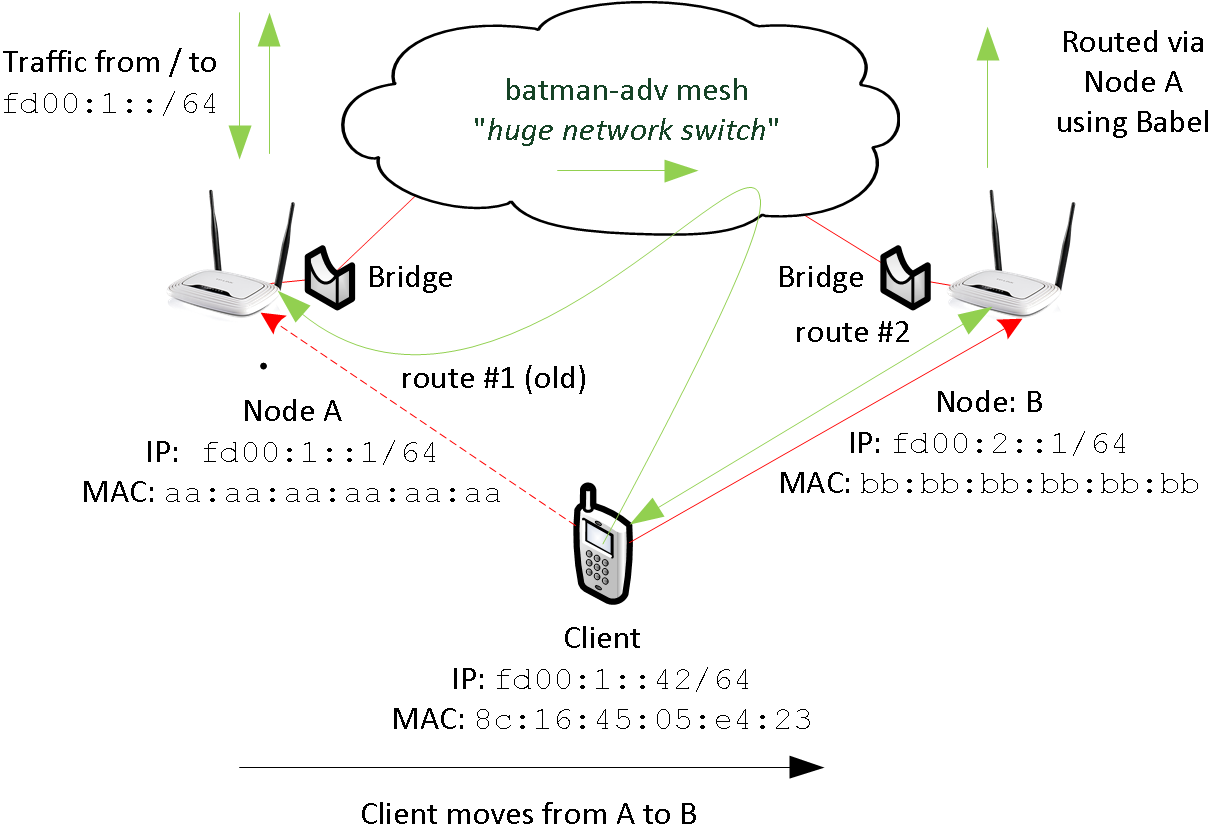 Traffic from / to
fd00:1::/64
batman-adv mesh
"huge network switch"
Routed via
Node A
using Babel
Bridge
Bridge
route #2
route #1 (old)
Node A
IP: fd00:1::1/64
MAC: aa:aa:aa:aa:aa:aa
Node: B
IP: fd00:2::1/64
MAC: bb:bb:bb:bb:bb:bb
Client
IP: fd00:1::42/64
MAC: 8c:16:45:05:e4:23
Client moves from A to B